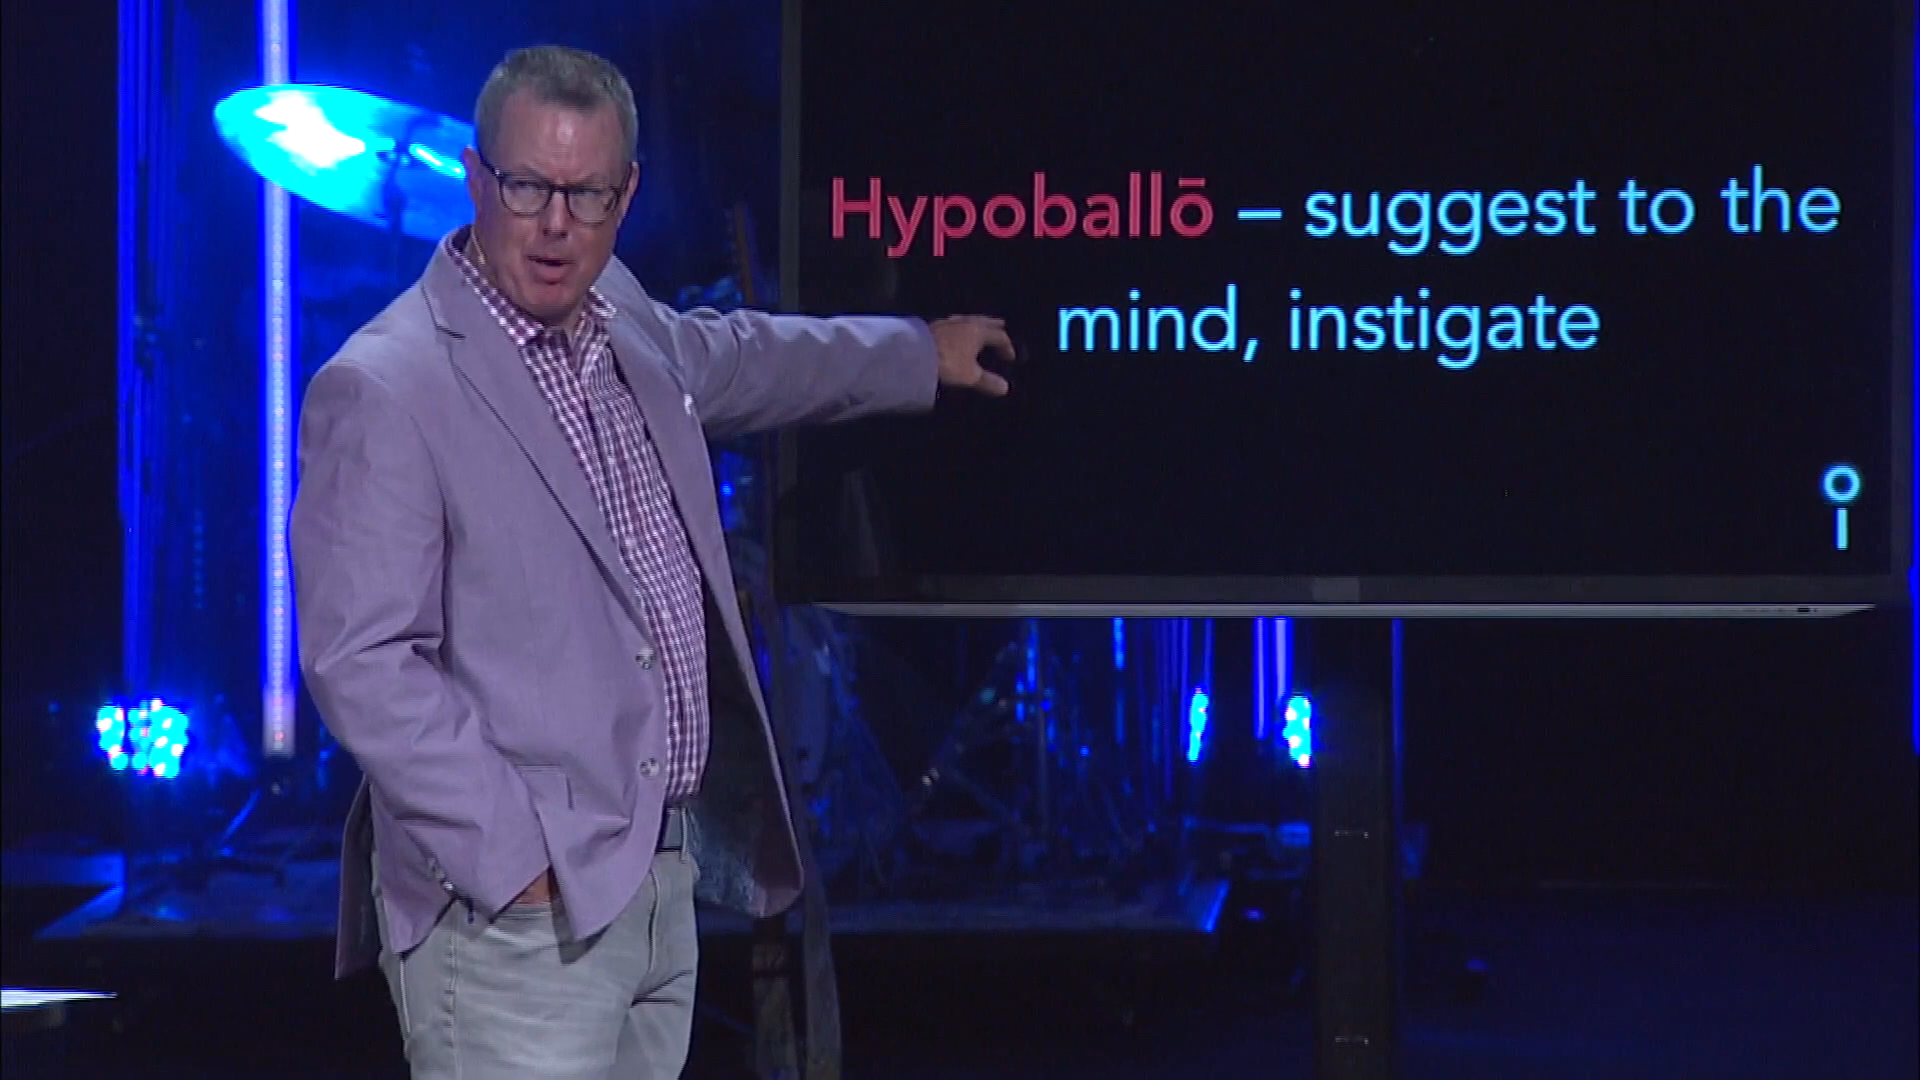 Hypoballō – suggest to the
mind, instigate